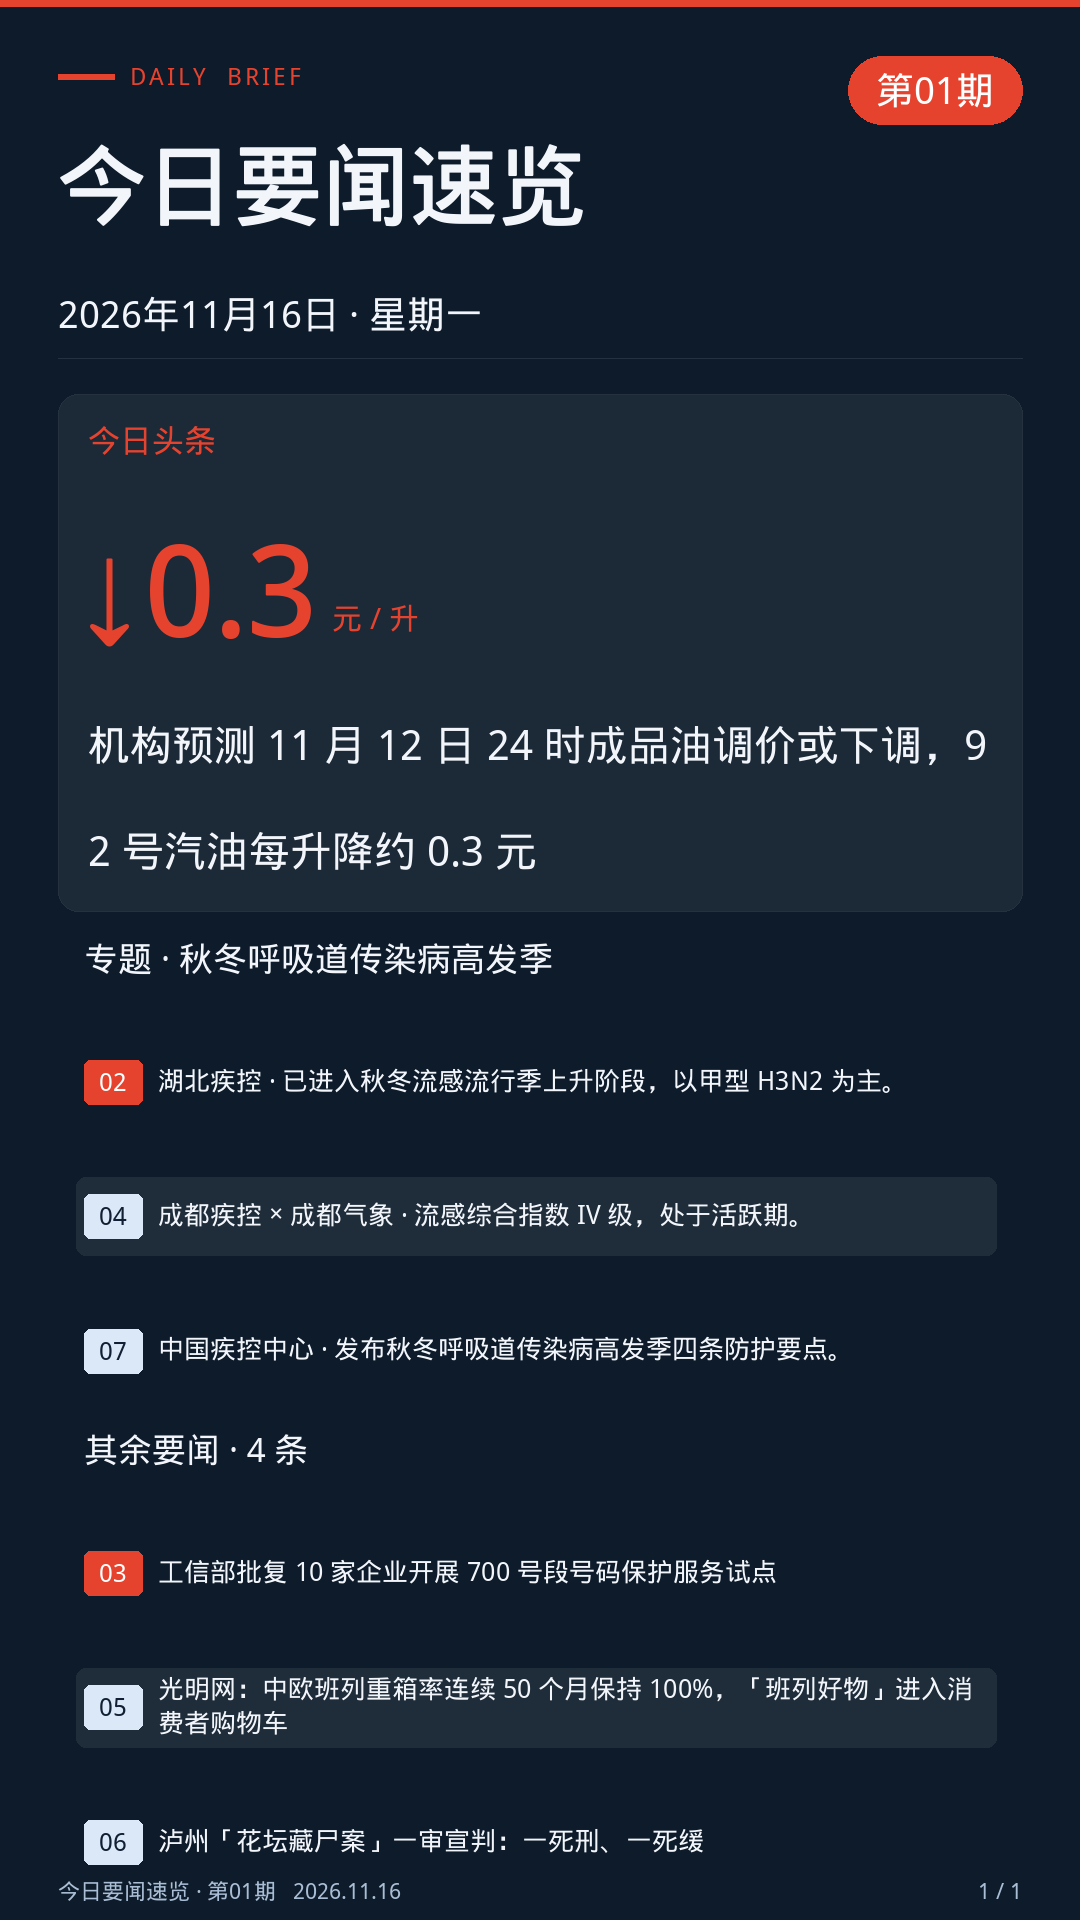 DAILY BRIEF
第01期
今日要闻速览
2026年11月16日 · 星期一
今日头条
↓0.3 元 / 升
机构预测 11 月 12 日 24 时成品油调价或下调，9
2 号汽油每升降约 0.3 元
专题 · 秋冬呼吸道传染病高发季
02 湖北疾控 · 已进入秋冬流感流行季上升阶段，以甲型 H3N2 为主。
04 成都疾控 × 成都气象 · 流感综合指数 IV 级，处于活跃期。
07 中国疾控中心 · 发布秋冬呼吸道传染病高发季四条防护要点。
其余要闻 · 4 条
03 工信部批复 10 家企业开展 700 号段号码保护服务试点
05 光明网：中欧班列重箱率连续 50 个月保持 100%，「班列好物」进入消
费者购物车
06 泸州「花坛藏尸案」一审宣判：一死刑、一死缓
今日要闻速览 · 第01期 2026.11.16
1 / 1